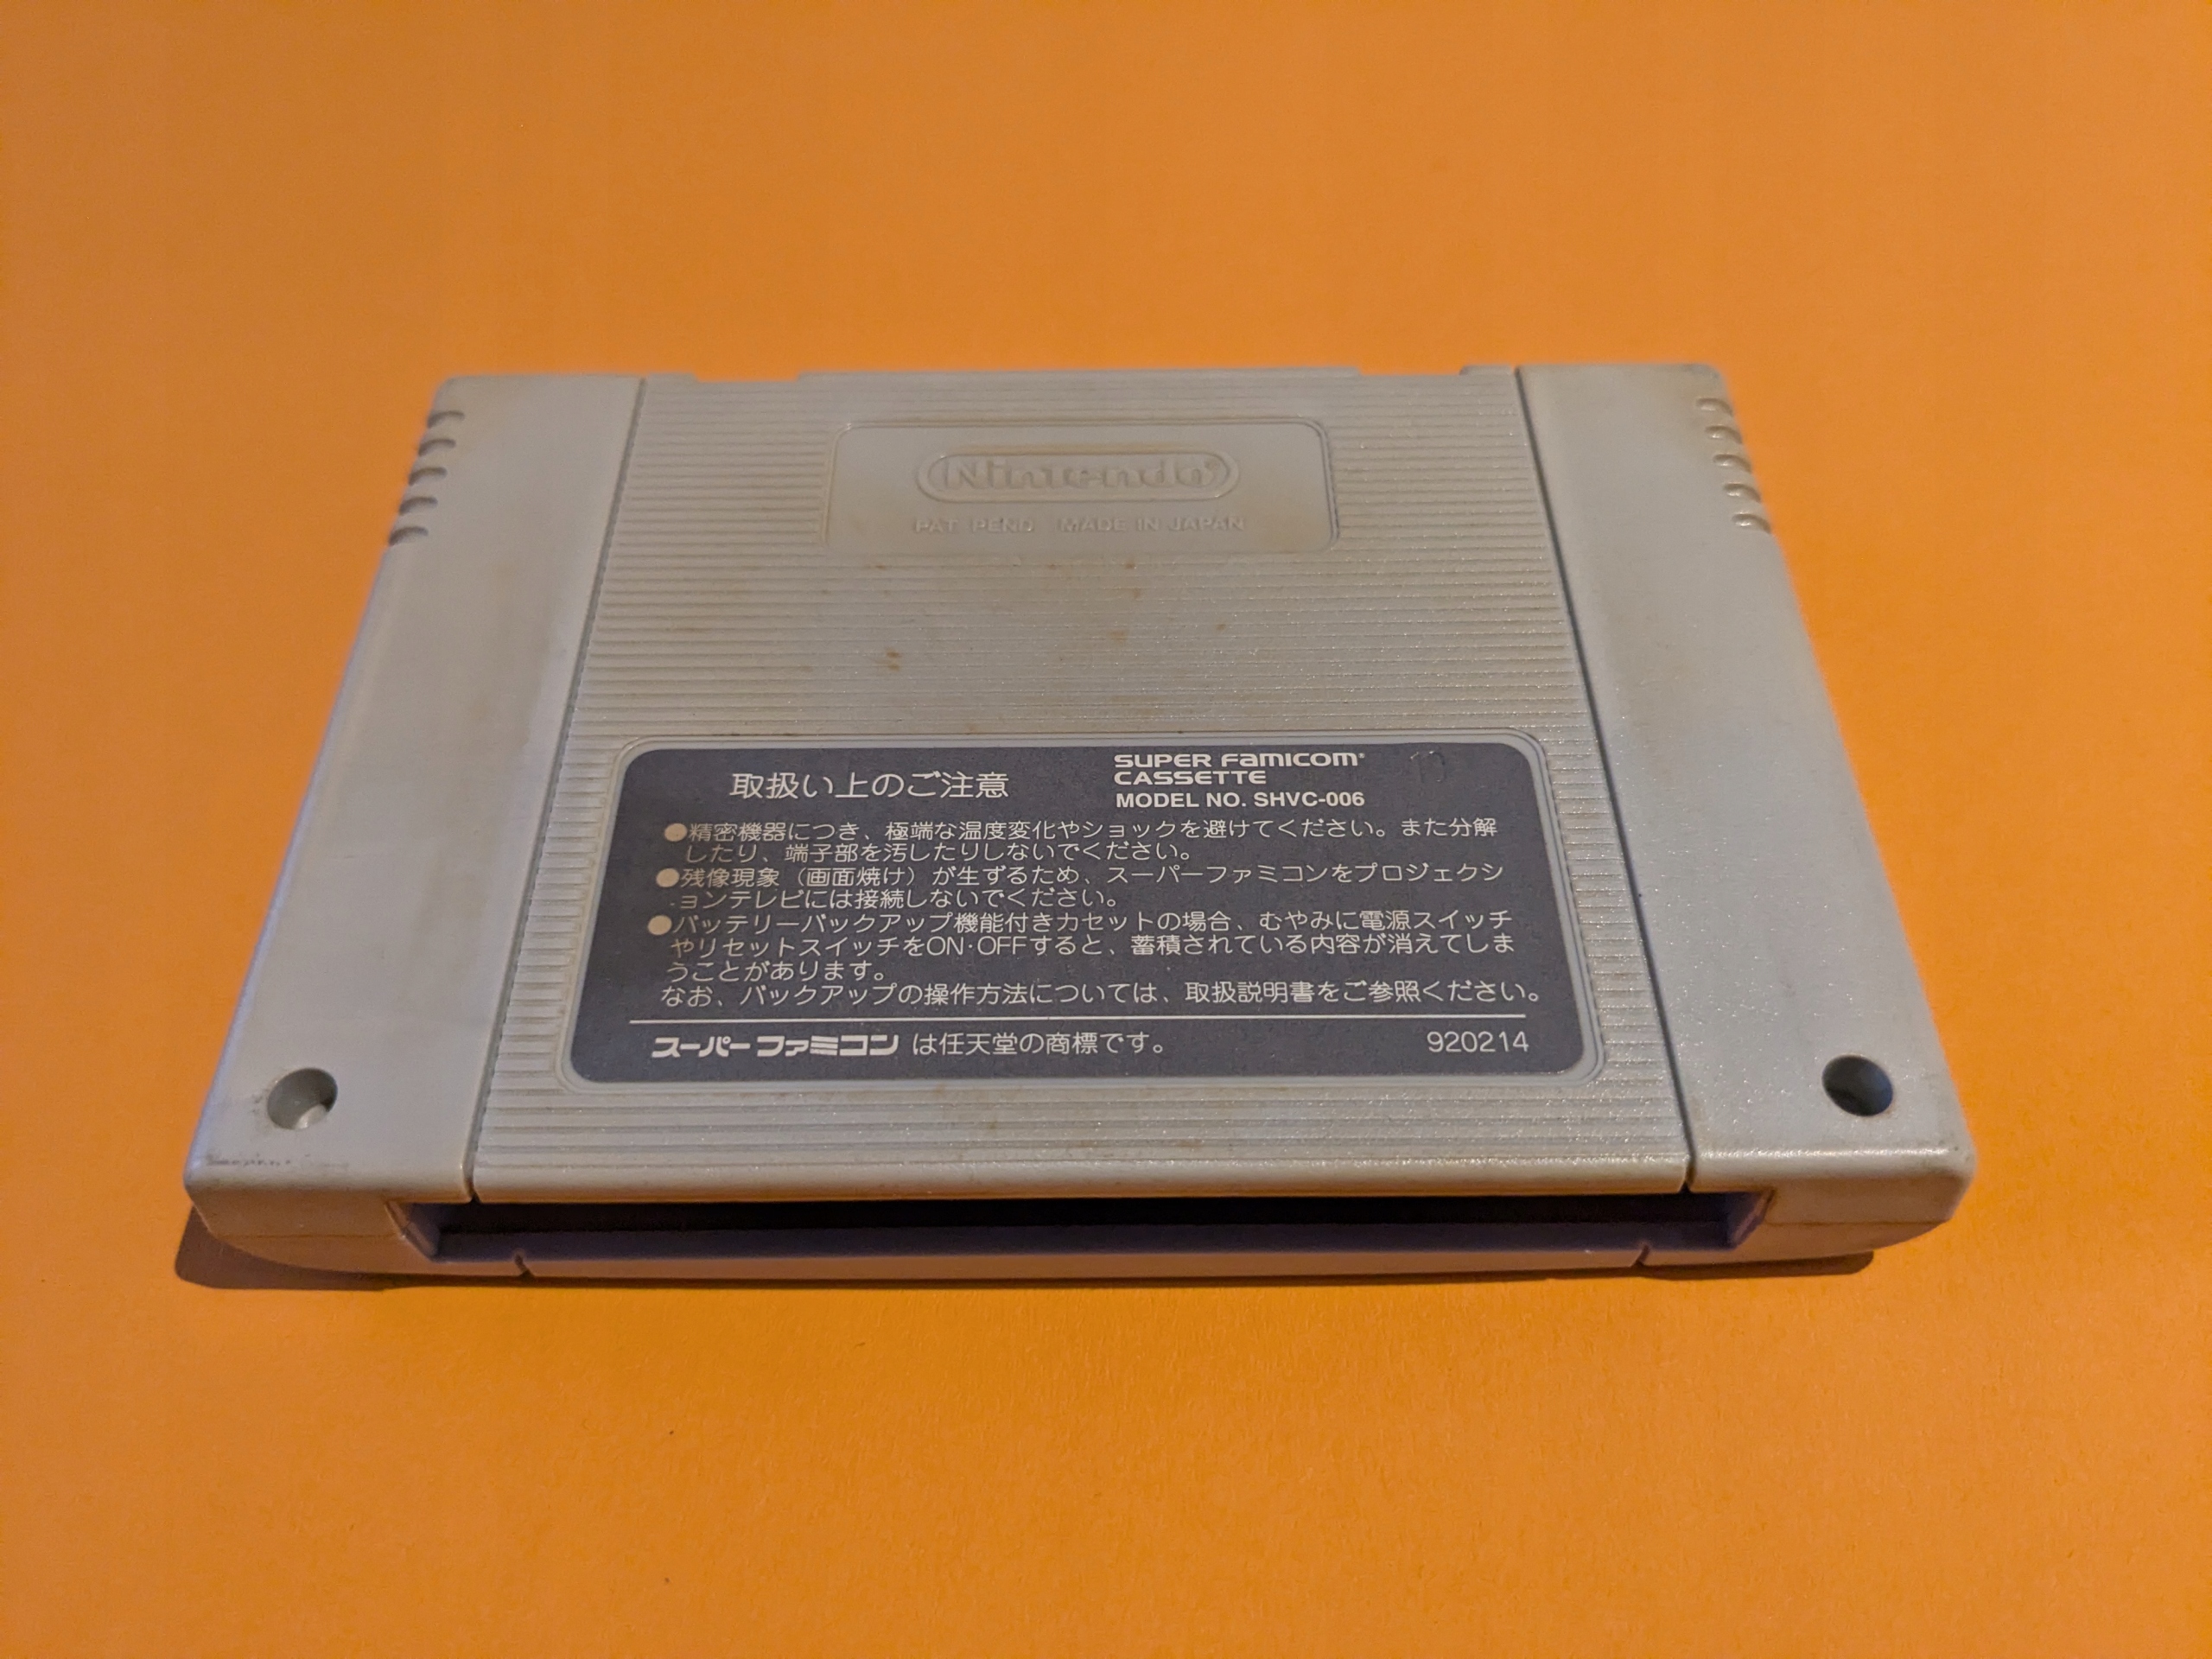 Nintendo®
PAT. PEND. MADE IN JAPAN
取扱い上のご注意
SUPER FAMICOM®
CASSETTE
MODEL NO. SHVC-006
10
●精密機器につき、極端な温度変化やショックを避けてください。また分解
したり、端子部を汚したりしないでください。
●残像現象（画面焼け）が生ずるため、スーパーファミコンをプロジェクシ
ョンテレビには接続しないでください。
●バッテリーバックアップ機能付きカセットの場合、むやみに電源スイッチ
やリセットスイッチをON·OFFすると、蓄積されている内容が消えてしま
うことがあります。
なお、バックアップの操作方法については、取扱説明書をご参照ください。
スーパーファミコン は任天堂の商標です。
920214